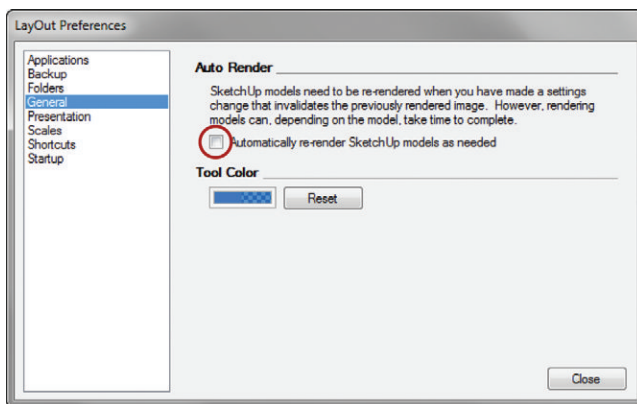 LayOut Preferences
Applications
Backup
Folders
General
Presentation
Scales
Shortcuts
Startup
Auto Render
SketchUp models need to be re-rendered when you have made a settings
change that invalidates the previously rendered image. However, rendering
models can, depending on the model, take time to complete.
Automatically re-render SketchUp models as needed
Tool Color
Reset
Close